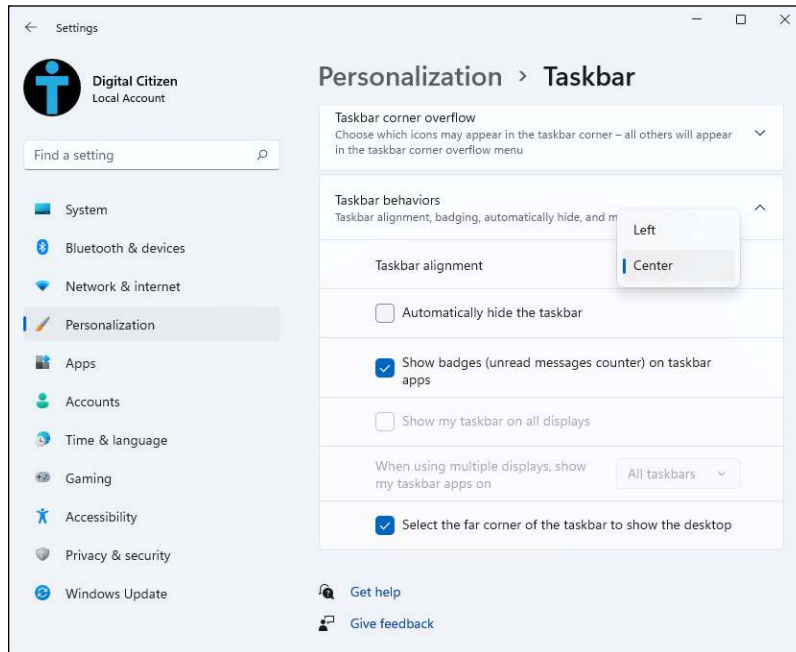 Settings
Digital Citizen
Local Account
Find a setting
System
Bluetooth & devices
Network & internet
Personalization
Apps
Accounts
Time & language
Gaming
Accessibility
Privacy & security
Windows Update
Personalization > Taskbar
Taskbar corner overflow
Choose which icons may appear in the taskbar corner – all others will appear
in the taskbar corner overflow menu
Taskbar behaviors
Taskbar alignment, badging, automatically hide, and m
Left
Taskbar alignment
Center
Automatically hide the taskbar
Show badges (unread messages counter) on taskbar
apps
Show my taskbar on all displays
When using multiple displays, show
my taskbar apps on
All taskbars
Select the far corner of the taskbar to show the desktop
Get help
Give feedback